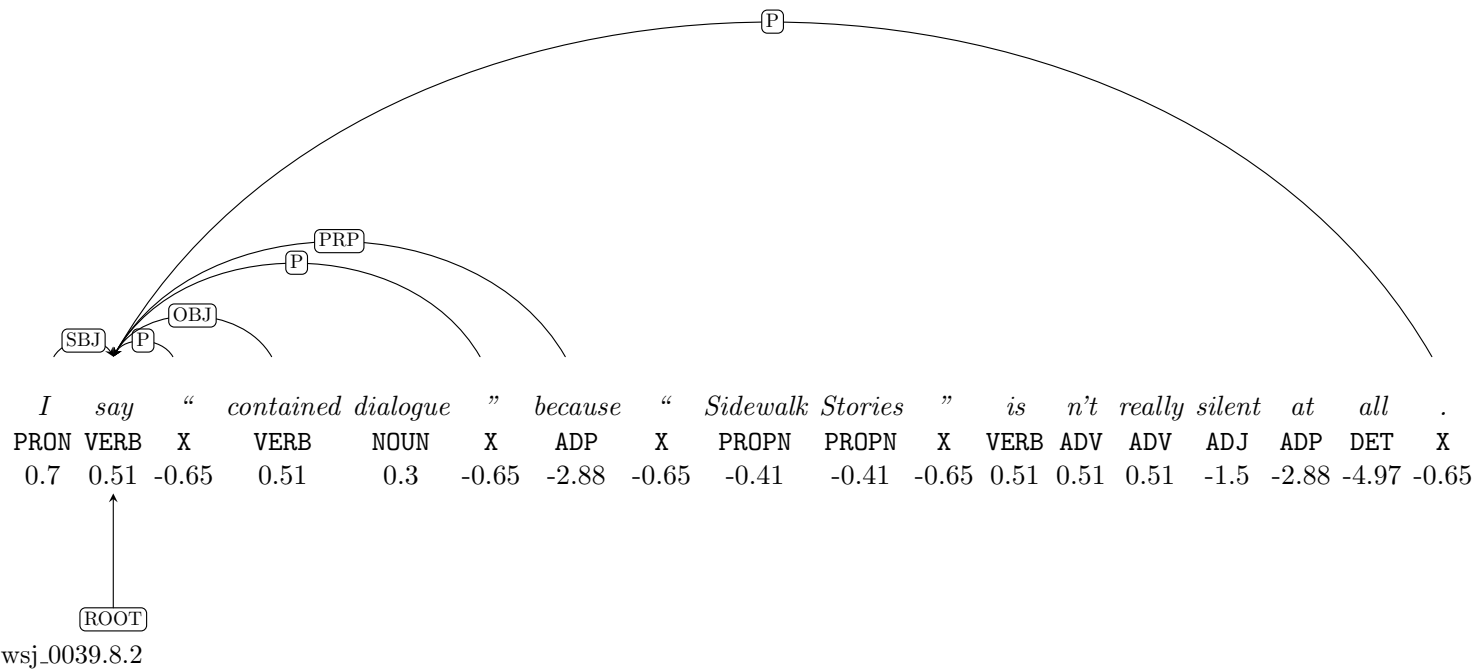 P
PRP
P
OBJ
SBJ P
I say “ contained dialogue ” because “ Sidewalk Stories ” is n't really silent at all .
PRON VERB X VERB NOUN X ADP X PROPN PROPN X VERB ADV ADV ADJ ADP DET X
0.7 0.51 -0.65 0.51 0.3 -0.65 -2.88 -0.65 -0.41 -0.41 -0.65 0.51 0.51 0.51 -1.5 -2.88 -4.97 -0.65
ROOT
wsj_0039.8.2